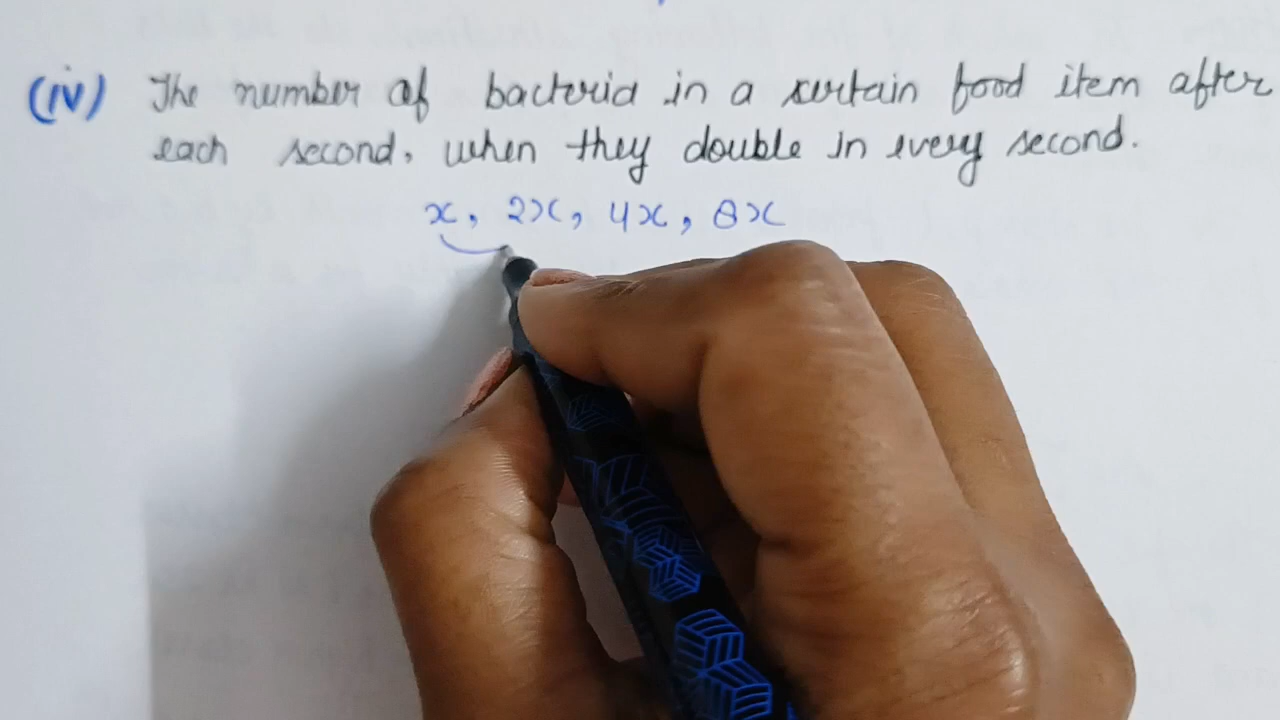 (iv) The number of bacteria in a certain food item after
each second, when they double in every second.
x, 2x, 4x, 8x